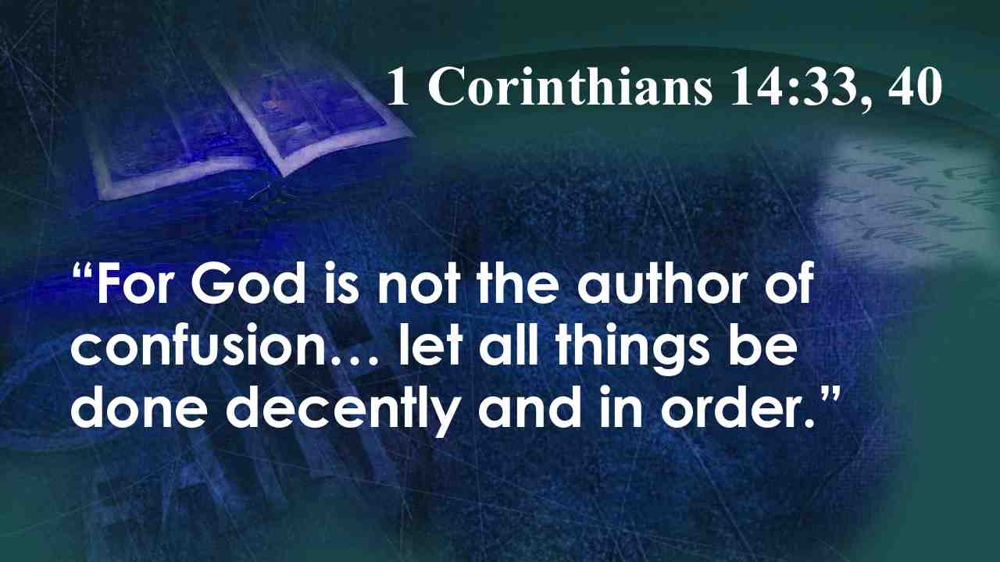 1 Corinthians 14:33, 40
“For God is not the author of
confusion… let all things be
done decently and in order.”
FAITH